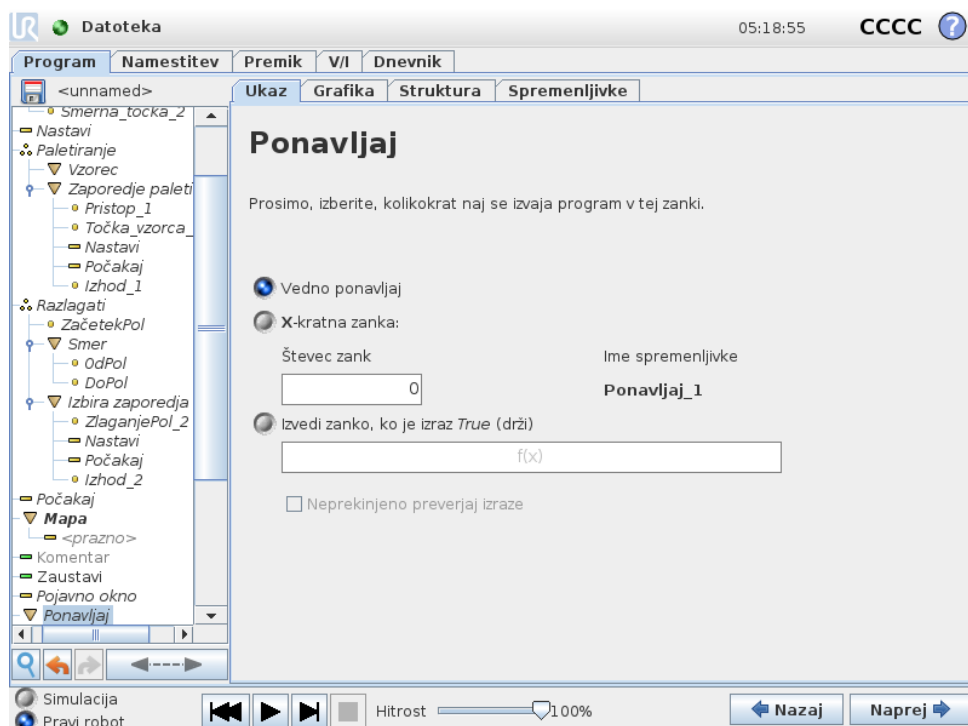 Datoteka
05:18:55
CCCC
?
Program
Namestitev
Premik
V/I
Dnevnik
<unnamed>
Ukaz
Grafika
Struktura
Spremenljivke
Smerna_točka_2
Nastavi
Paletiranje
Vzorec
Zaporedje paleti
Pristop_1
Točka_vzorca_
Nastavi
Počakaj
Izhod_1
Razlagati
ZačetekPol
Smer
OdPol
DoPol
Izbira zaporedja
ZlaganjePol_2
Nastavi
Počakaj
Izhod_2
Počakaj
Mapa
<prazno>
Komentar
Zaustavi
Pojavno okno
Ponavljaj
Ponavljaj
Prosimo, izberite, kolikokrat naj se izvaja program v tej zanki.
Vedno ponavljaj
X-kratna zanka:
Števec zank
Ime spremenljivke
0
Ponavljaj_1
Izvedi zanko, ko je izraz True (drži)
f(x)
Neprekinjeno preverjaj izraze
Simulacija
Pravi robot
Hitrost
100%
Nazaj
Naprej